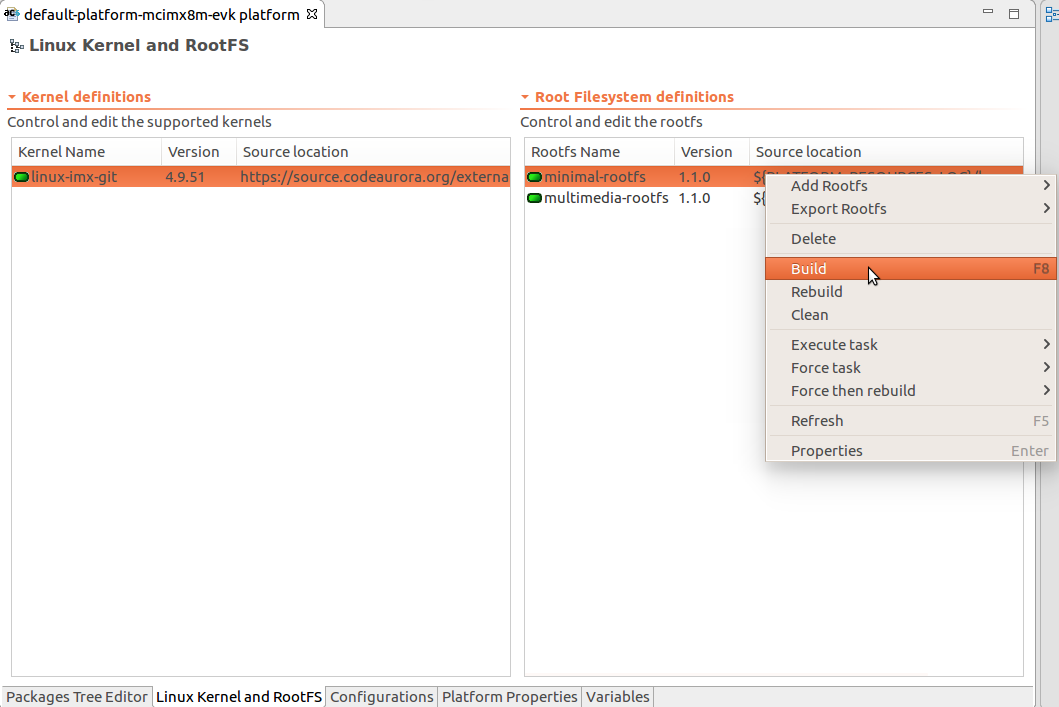 default-platform-mcimx8m-evk platform
Linux Kernel and RootFS
Kernel definitions
Control and edit the supported kernels
Kernel Name Version Source location
linux-imx-git 4.9.51 https://source.codeaurora.org/externa
Root Filesystem definitions
Control and edit the rootfs
Rootfs Name Version Source location
minimal-rootfs 1.1.0
multimedia-rootfs 1.1.0 ${
Add Rootfs
Export Rootfs
Delete
Build F8
Rebuild
Clean
Execute task
Force task
Force then rebuild
Refresh F5
Properties Enter
Packages Tree Editor Linux Kernel and RootFS Configurations Platform Properties Variables